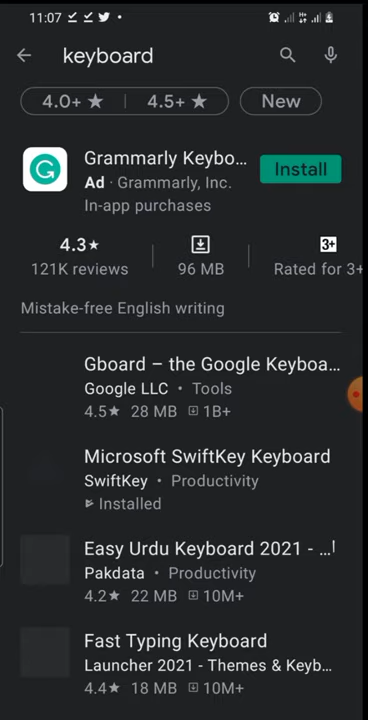 11:07
keyboard
4.0+ ★ 4.5+ ★ New
Grammarly Keybo...
Install
Ad · Grammarly, Inc.
In-app purchases
4.3★
121K reviews
96 MB
3+
Rated for 3+
Mistake-free English writing
Gboard – the Google Keyboa...
Google LLC • Tools
4.5★ 28 MB 1B+
Microsoft SwiftKey Keyboard
SwiftKey • Productivity
Installed
Easy Urdu Keyboard 2021 - ...!
Pakdata • Productivity
4.2★ 22 MB 10M+
Fast Typing Keyboard
Launcher 2021 - Themes & Keyb...
4.4★ 18 MB 10M+